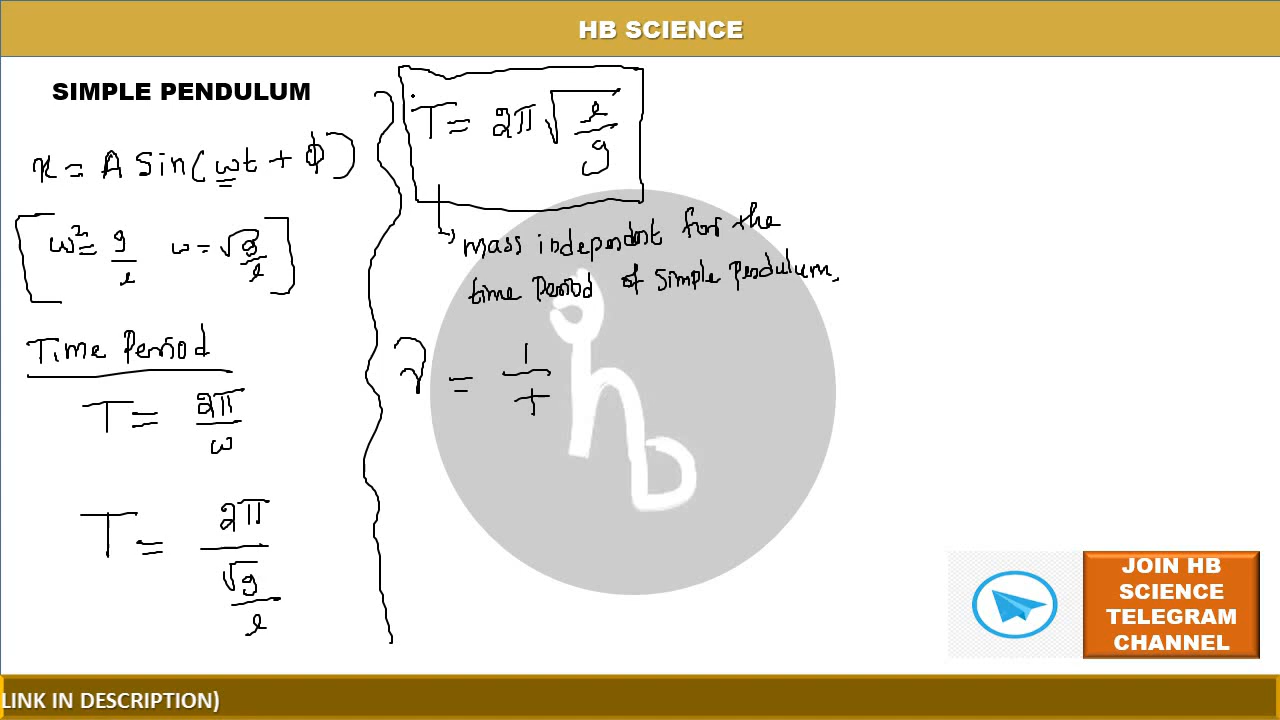 HB SCIENCE
SIMPLE PENDULUM
x = A Sin(ωt + ϕ)
[ω² = g/l ω = √g/l]
Time Period
T = 2π/ω
T = 2π/√g/l
T = 2π√l/g
↳ mass independent for the
time Period of Simple Pendulum.
ν = 1/T
hb
JOIN HB
SCIENCE
TELEGRAM
CHANNEL
LINK IN DESCRIPTION)